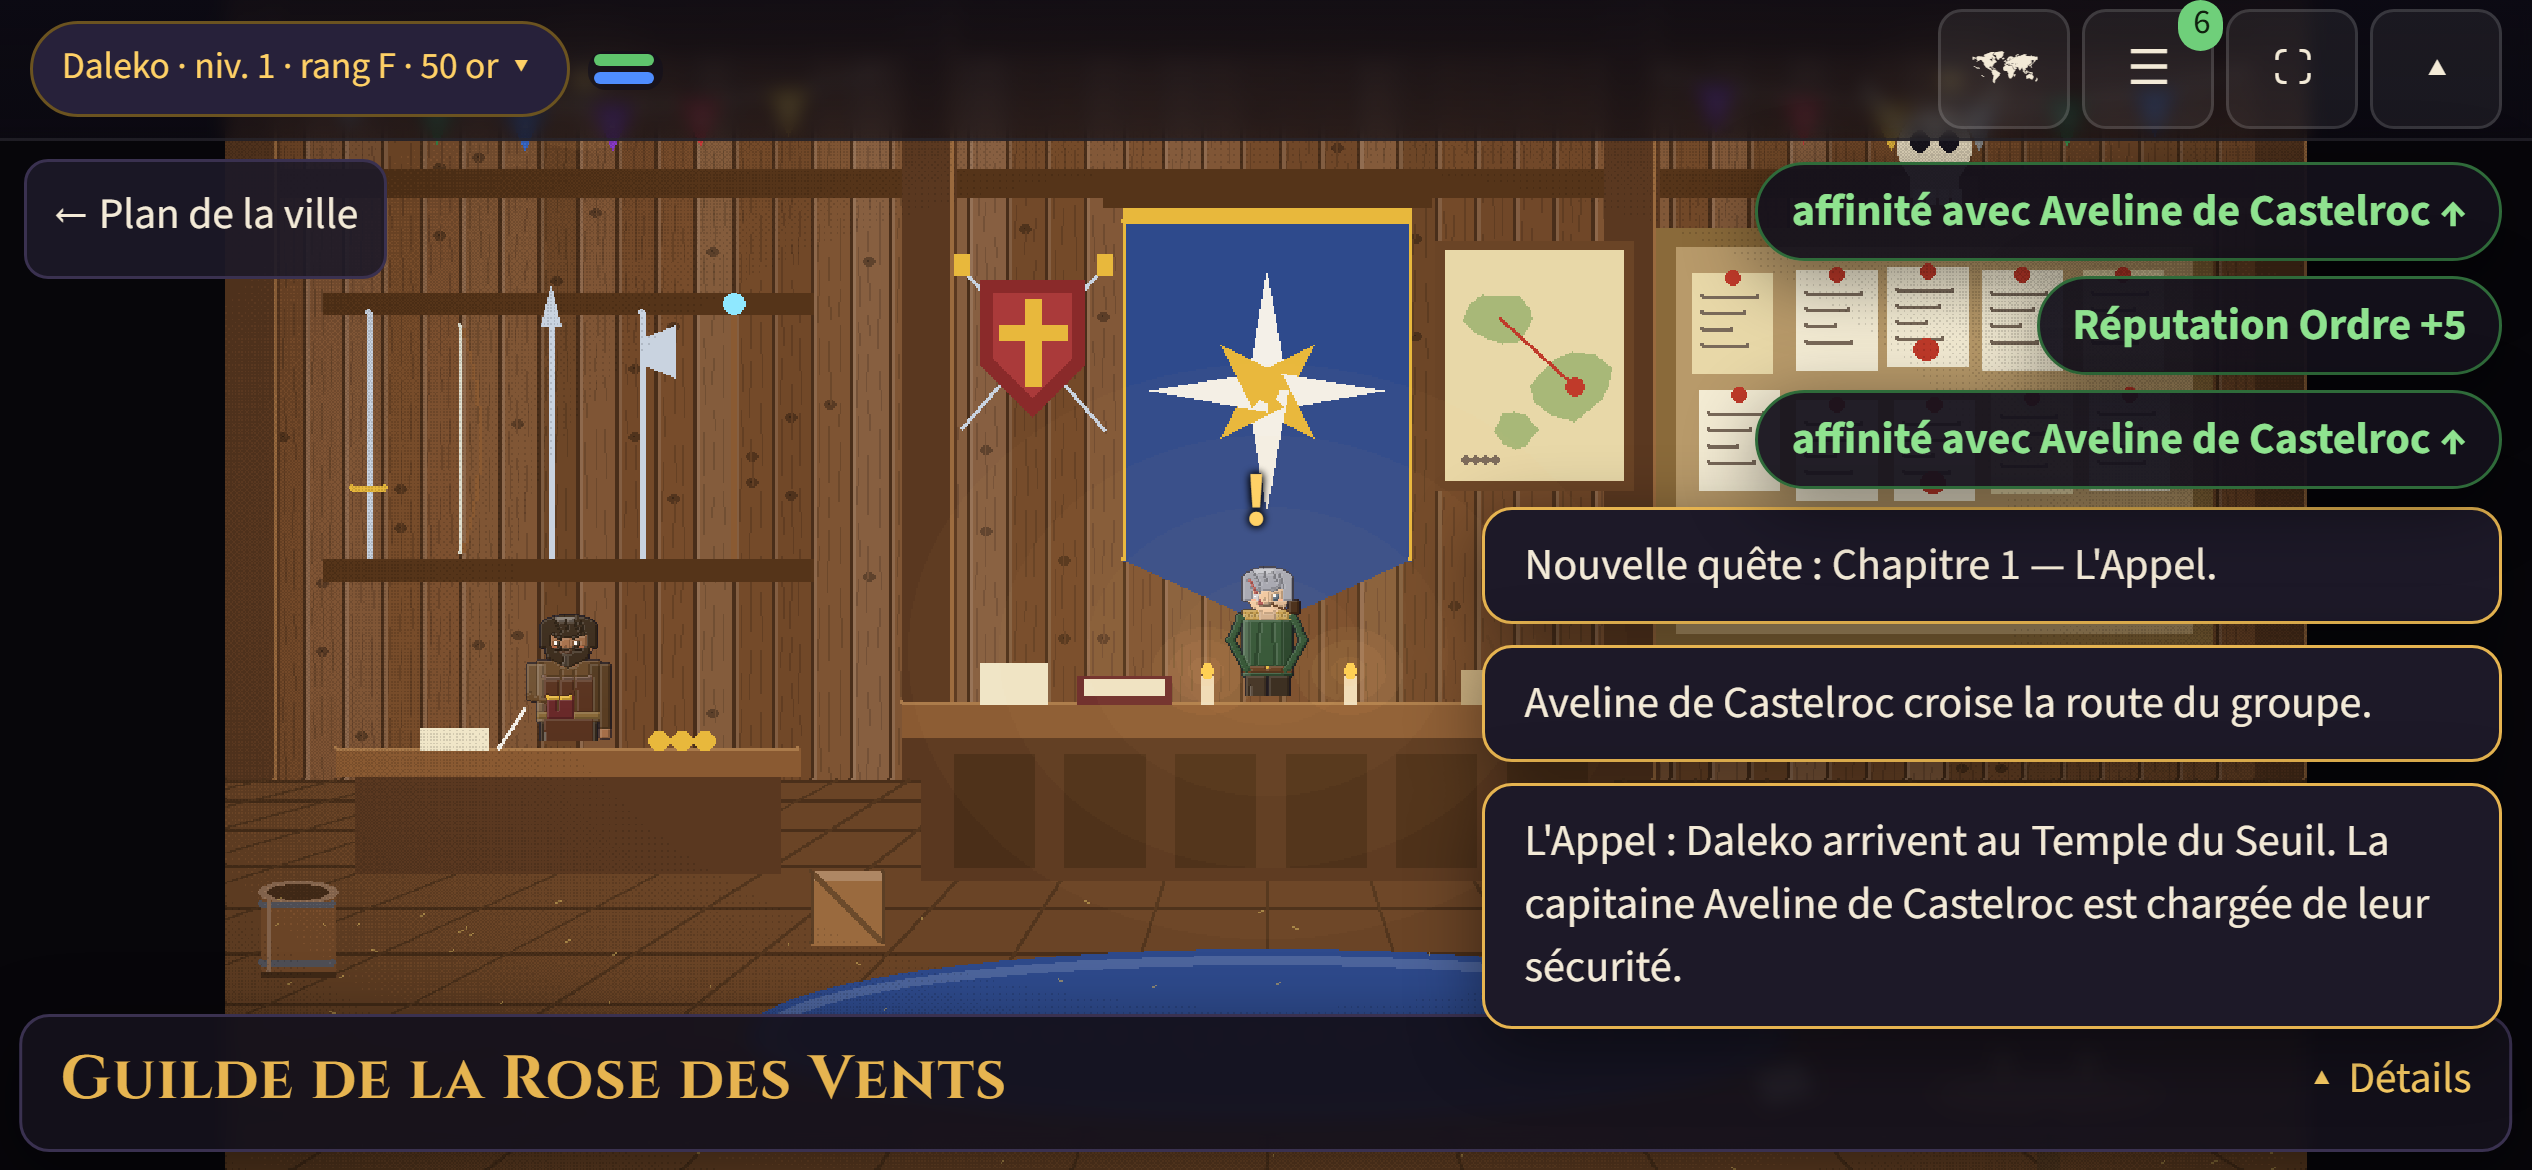 Daleko · niv. 1 · rang F · 50 or ▼
6
← Plan de la ville
affinité avec Aveline de Castelroc ↑
Réputation Ordre +5
affinité avec Aveline de Castelroc ↑
Nouvelle quête : Chapitre 1 — L'Appel.
Aveline de Castelroc croise la route du groupe.
L'Appel : Daleko arrivent au Temple du Seuil. La
capitaine Aveline de Castelroc est chargée de leur
sécurité.
!
Guilde de la Rose des Vents
▲ Détails